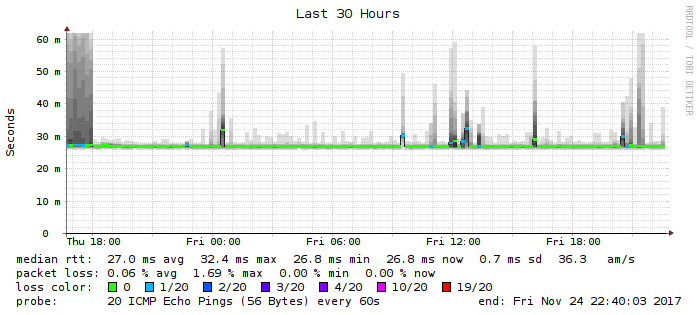 Last 30 Hours
RRDTOOL / TOBI OETIKER
Seconds
60 m
50 m
40 m
30 m
20 m
10 m
0
Thu 18:00 Fri 00:00 Fri 06:00 Fri 12:00 Fri 18:00
median rtt: 27.0 ms avg 32.4 ms max 26.8 ms min 26.8 ms now 0.7 ms sd 36.3 am/s
packet loss: 0.06 % avg 1.69 % max 0.00 % min 0.00 % now
loss color: 0 1/20 2/20 3/20 4/20 10/20 19/20
probe: 20 ICMP Echo Pings (56 Bytes) every 60s end: Fri Nov 24 22:40:03 2017